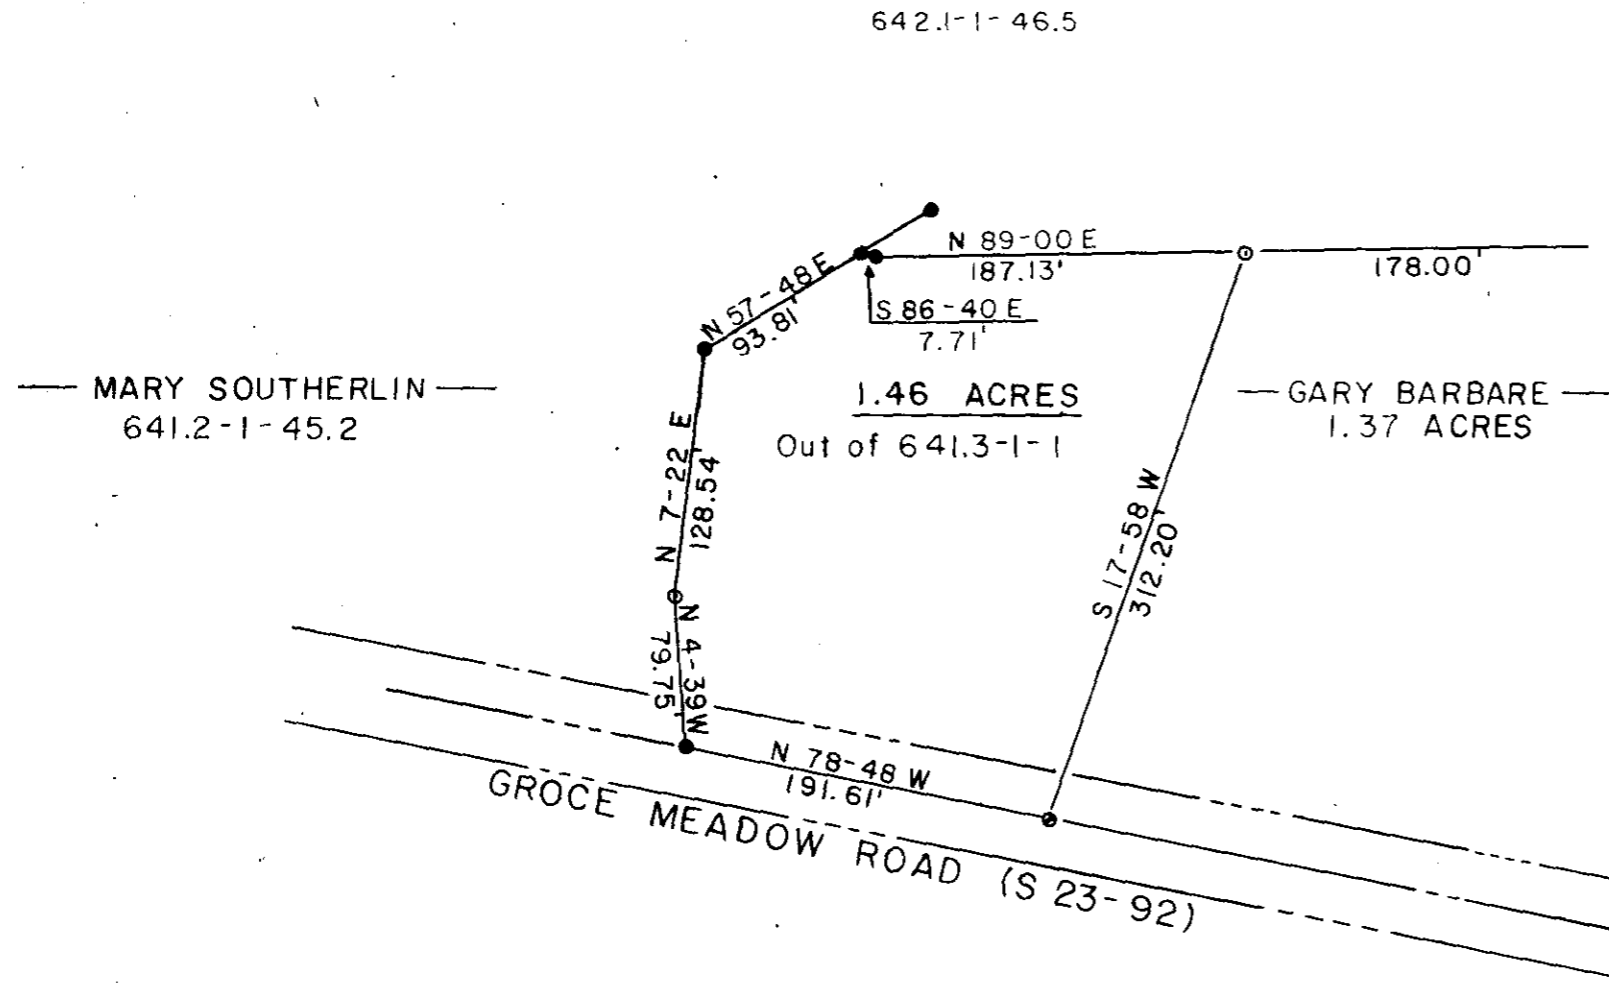 642.1-1-46.5
N 89-00 E
187.13'
178.00'
N 57-48 E
93.81'
S 86-40 E
7.71'
MARY SOUTHERLIN
641.2-1-45.2
1.46 ACRES
Out of 641.3-1-1
GARY BARBARE
1.37 ACRES
N 7-22 E
128.54'
S 17-58 W
312.20'
N 4-39 W
79.75'
N 78-48 W
191.61'
GROCE MEADOW ROAD (S 23-92)